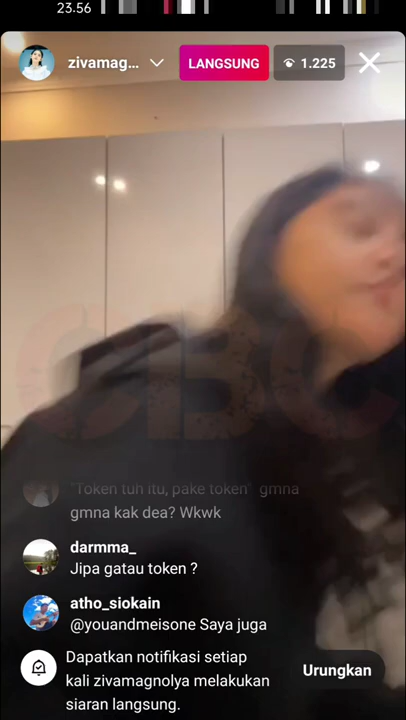 23.56
zivamag...
LANGSUNG
1.225
CBC
"Token tuh itu, pake token" gmna
gmna kak dea? Wkwk
darmma_
Jipa gatau token ?
atho_siokain
@youandmeisone Saya juga
Dapatkan notifikasi setiap
kali zivamagnolya melakukan
siaran langsung.
Urungkan